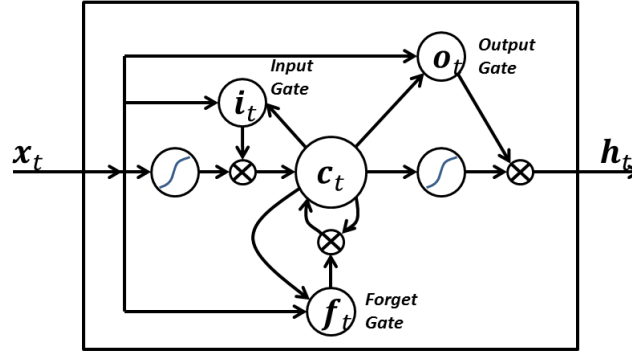 o_t
Output
Gate
Input
Gate
i_t
x_t
c_t
h_t
f_t
Forget
Gate